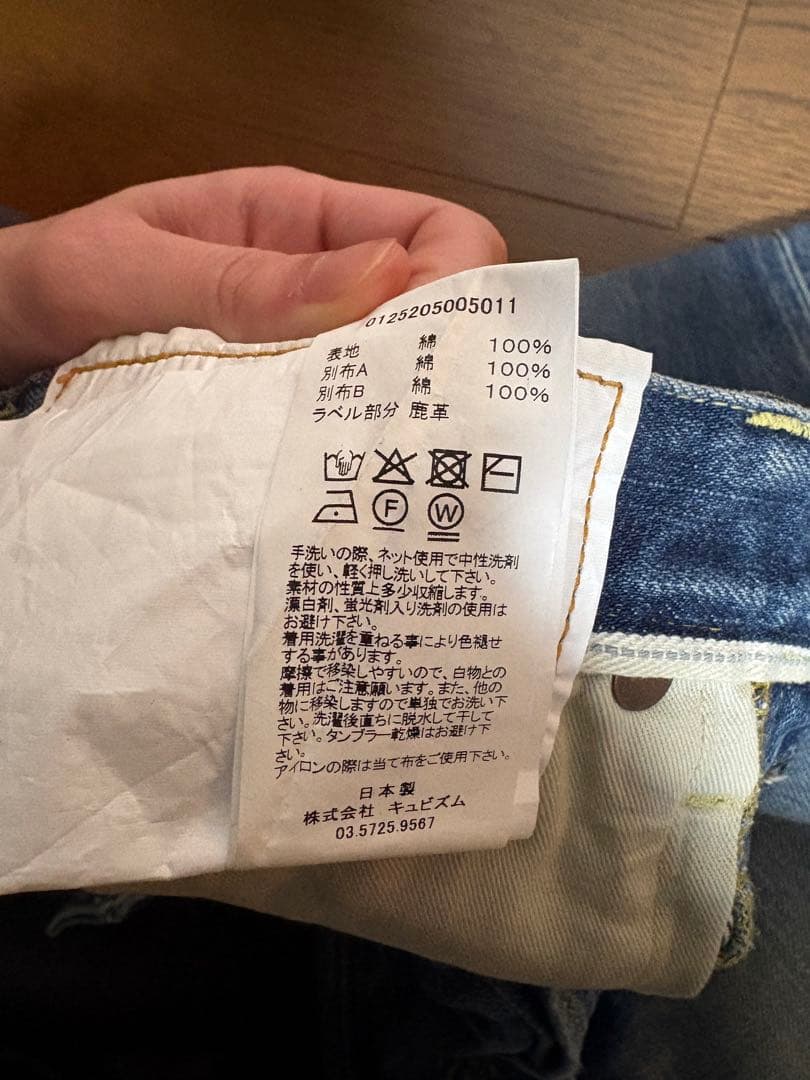 0125205005011
表地 綿 100%
別布A 綿 100%
別布B 綿 100%
ラベル部分 鹿革
F W
手洗いの際、ネット使用で中性洗剤
を使い、軽く押し洗いして下さい。
素材の性質上多少収縮します。
漂白剤、蛍光剤入り洗剤の使用は
お避け下さい。
着用洗濯を重ねる事により色褪せ
する事があります。
摩擦で移染しやすいので、白物との
着用はご注意願います。また、他の
物に移染しますので単独でお洗い下
さい。洗濯後直ちに脱水して干して
下さい。タンブラー乾燥はお避け下
さい。
アイロンの際は当て布をご使用下さい。
日本製
株式会社 キュビズム
03.5725.9567